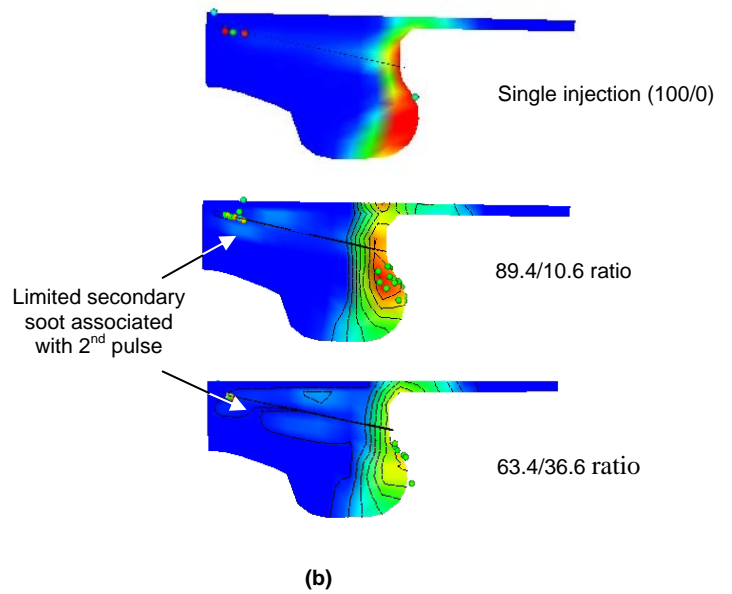 Single injection (100/0)
89.4/10.6 ratio
Limited secondary
soot associated
with 2nd pulse
63.4/36.6 ratio
(b)